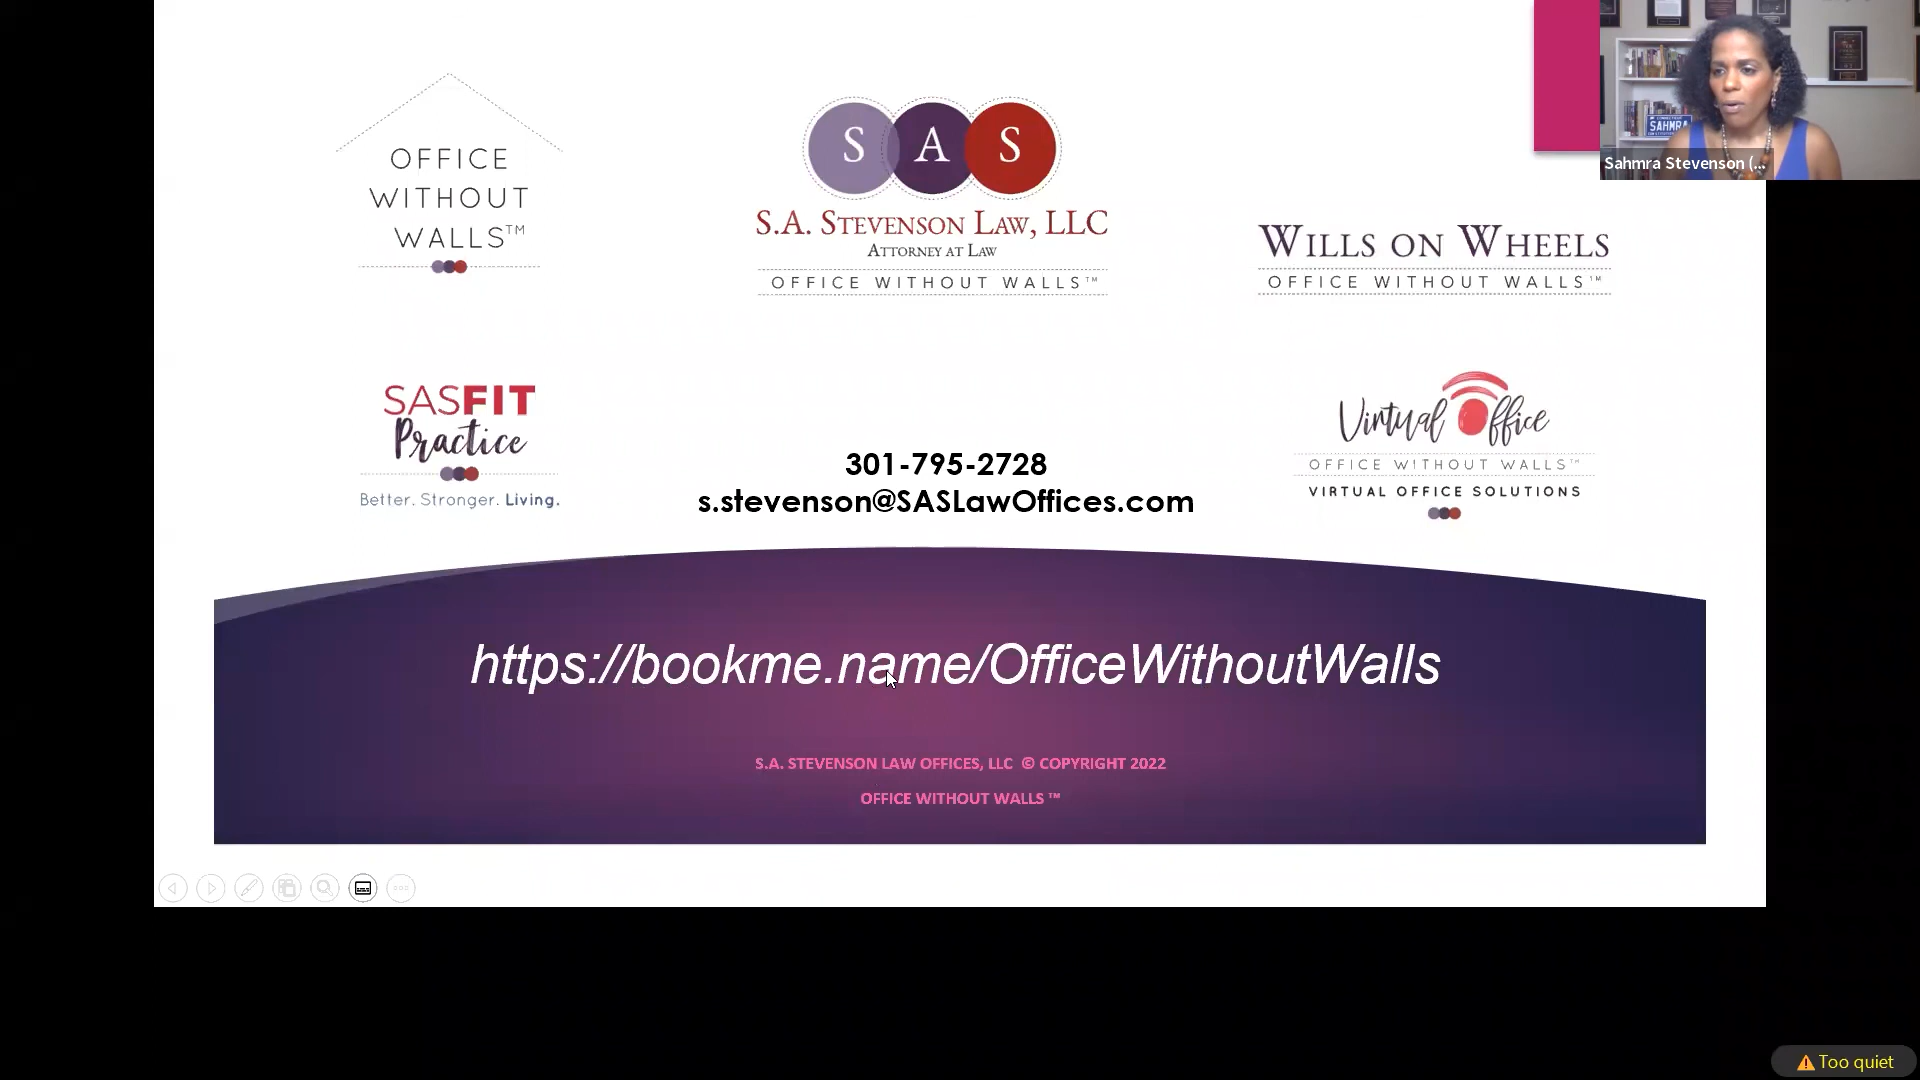 OFFICE
WITHOUT
WALLS™
S A S
S.A. STEVENSON LAW, LLC
ATTORNEY AT LAW
OFFICE WITHOUT WALLS™
WILLS ON WHEELS
OFFICE WITHOUT WALLS™
SAHMRA
Sahmra Stevenson (...
SASFIT
Practice
Better. Stronger. Living.
301-795-2728
s.stevenson@SASLawOffices.com
Virtual Office
OFFICE WITHOUT WALLS™
VIRTUAL OFFICE SOLUTIONS
https://bookme.name/OfficeWithoutWalls
S.A. STEVENSON LAW OFFICES, LLC © COPYRIGHT 2022
OFFICE WITHOUT WALLS ™
Too quiet